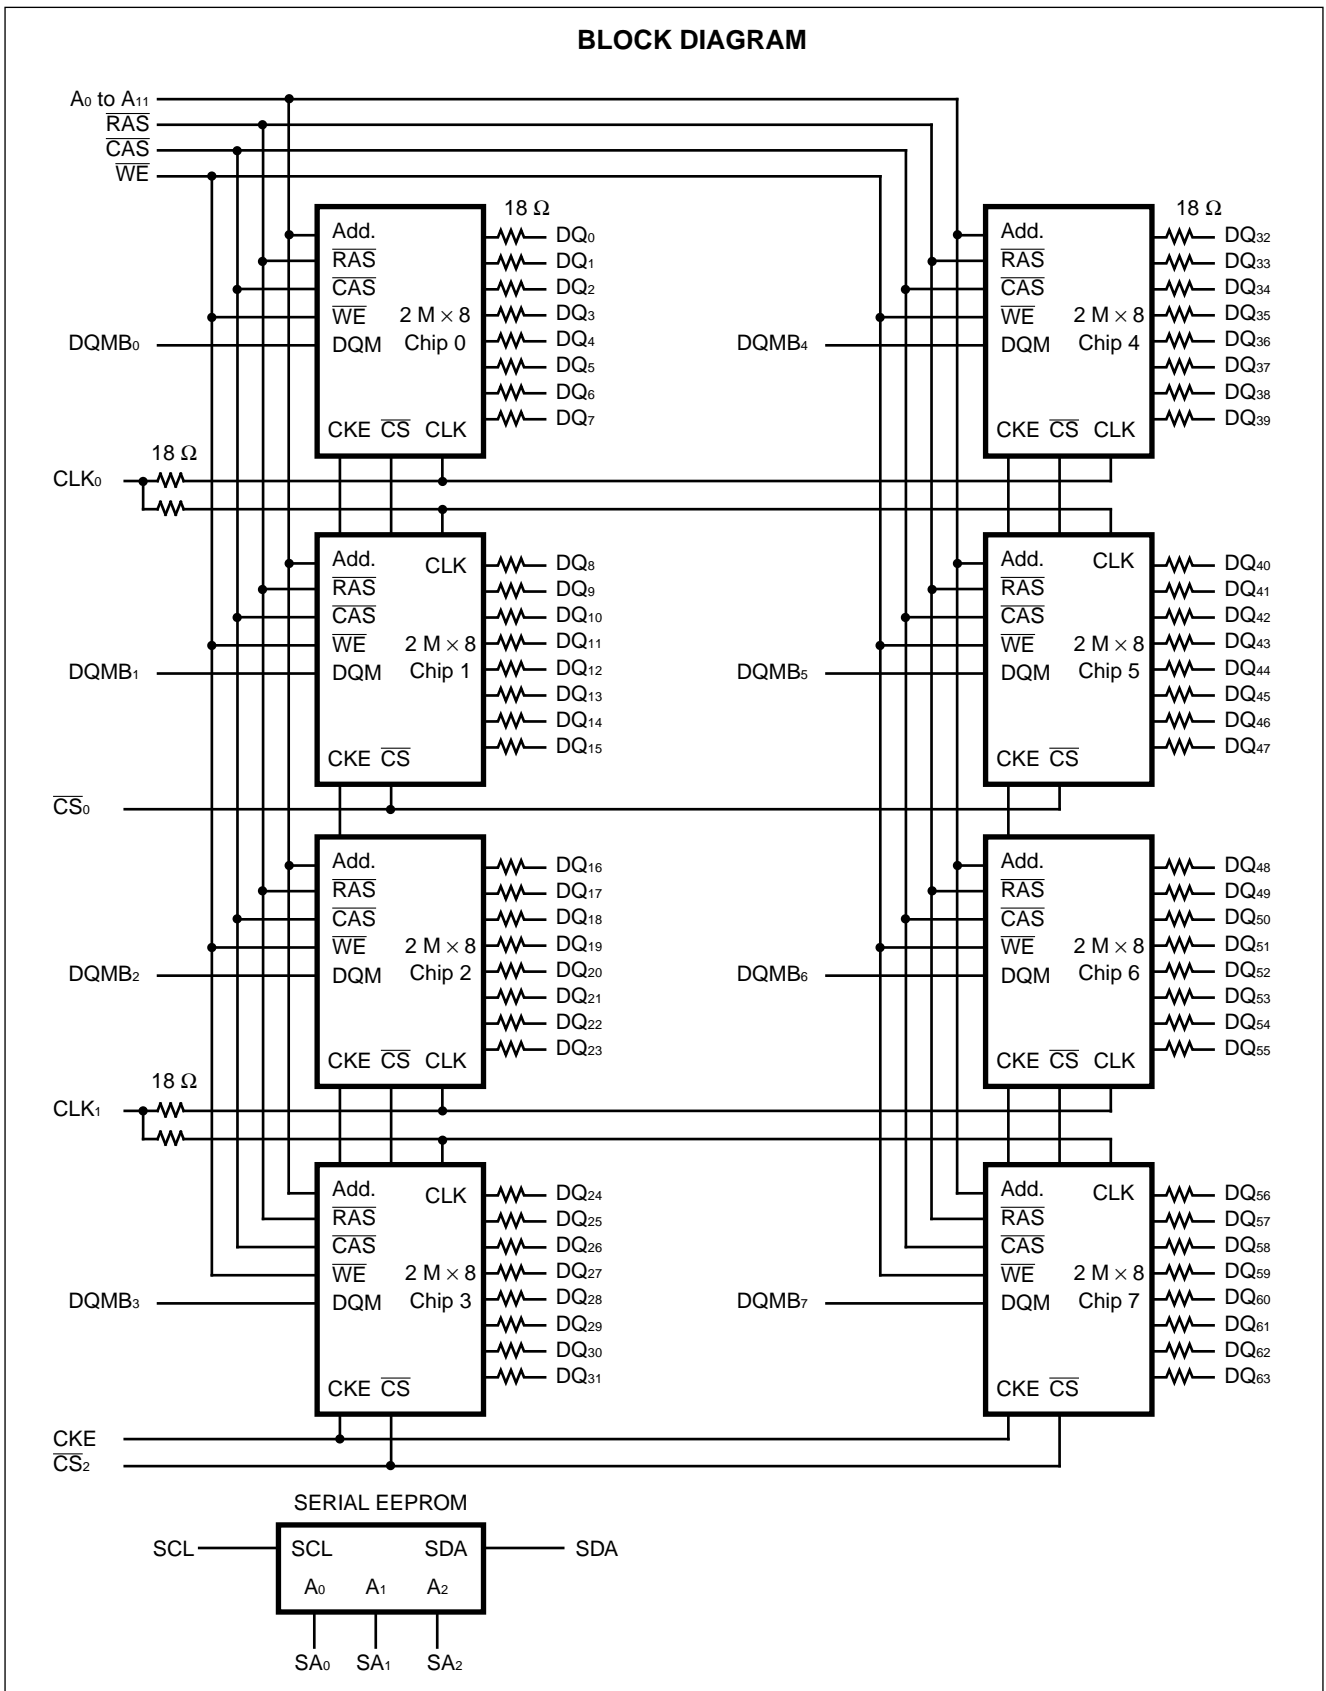 BLOCK DIAGRAM
A0 to A11
RAS
CAS
WE
18 Ω
18 Ω
Add.
RAS
CAS
WE
2 M × 8
DQM
Chip 0
CKE CS CLK
DQMB0
DQ0
DQ1
DQ2
DQ3
DQ4
DQ5
DQ6
DQ7
Add.
RAS
CAS
WE
2 M × 8
DQM
Chip 4
CKE CS CLK
DQMB4
DQ32
DQ33
DQ34
DQ35
DQ36
DQ37
DQ38
DQ39
18 Ω
CLK0
Add.
CLK
RAS
CAS
WE
2 M × 8
DQM
Chip 1
CKE CS
DQMB1
DQ8
DQ9
DQ10
DQ11
DQ12
DQ13
DQ14
DQ15
Add.
CLK
RAS
CAS
WE
2 M × 8
DQM
Chip 5
CKE CS
DQMB5
DQ40
DQ41
DQ42
DQ43
DQ44
DQ45
DQ46
DQ47
CS0
Add.
RAS
CAS
WE
2 M × 8
DQM
Chip 2
CKE CS CLK
DQMB2
DQ16
DQ17
DQ18
DQ19
DQ20
DQ21
DQ22
DQ23
Add.
RAS
CAS
WE
2 M × 8
DQM
Chip 6
CKE CS CLK
DQMB6
DQ48
DQ49
DQ50
DQ51
DQ52
DQ53
DQ54
DQ55
18 Ω
CLK1
Add.
CLK
RAS
CAS
WE
2 M × 8
DQM
Chip 3
CKE CS
DQMB3
DQ24
DQ25
DQ26
DQ27
DQ28
DQ29
DQ30
DQ31
Add.
CLK
RAS
CAS
WE
2 M × 8
DQM
Chip 7
CKE CS
DQMB7
DQ56
DQ57
DQ58
DQ59
DQ60
DQ61
DQ62
DQ63
CKE
CS2
SERIAL EEPROM
SCL
SCL
SDA
SDA
A0 A1 A2
SA0 SA1 SA2